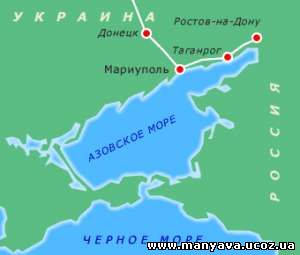 УКРАИНА
Ростов-на-Дону
Донецк
Таганрог
Мариуполь
РОССИЯ
АЗОВСКОЕ МОРЕ
ЧЕРНОЕ МОРЕ
www.manyava.ucoz.ua